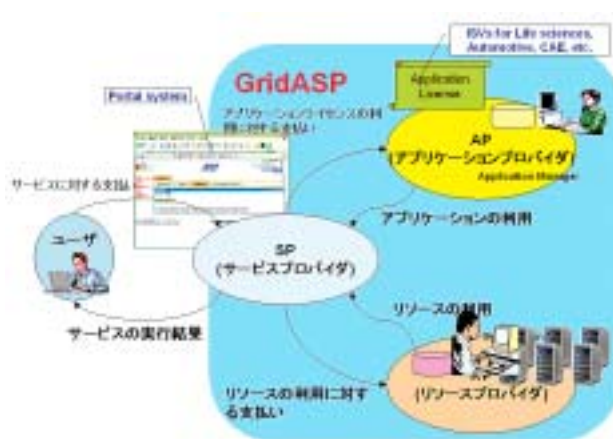 ISVs for Life sciences,
Automotive, CAE, etc.
GridASP
Application
License
Portal system
アプリケーションライセンスの利
用に対する支払い
AP
(アプリケーションプロバイダ)
Application Manager
サービスに対する支払
アプリケーションの利用
ユーザ
SP
(サービスプロバイダ)
リソースの利用
サービスの実行結果
リソースの利用に対す
る支払い
(リソースプロバイダ)